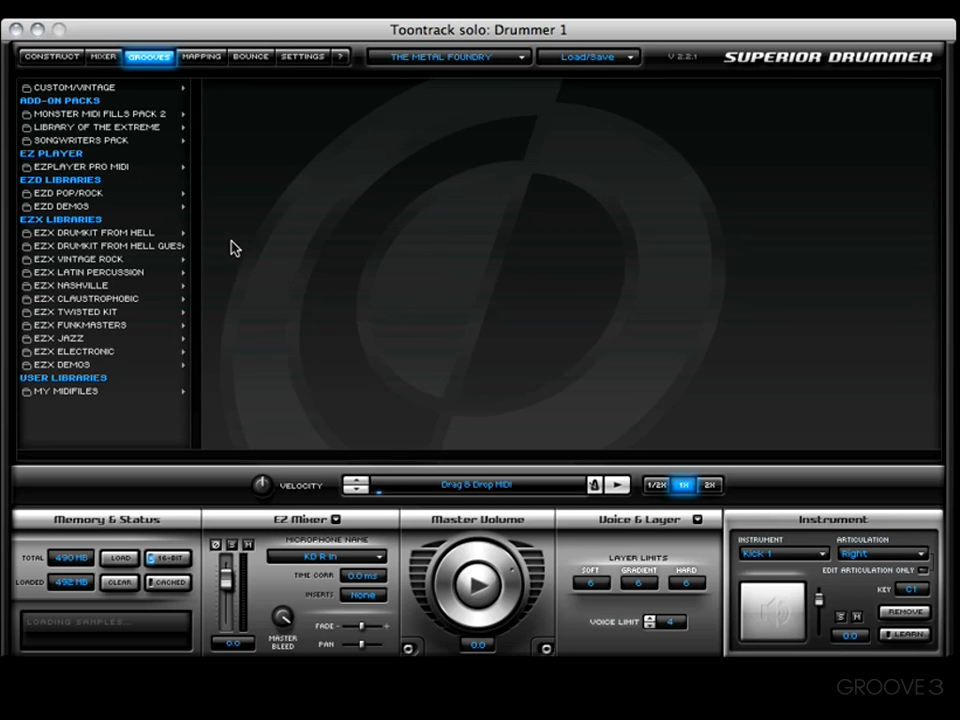 Toontrack solo: Drummer 1
CONSTRUCT MIXER GROOVES MAPPING BOUNCE SETTINGS ? THE METAL FOUNDRY Load/Save V 2.2.1 SUPERIOR DRUMMER
CUSTOM/VINTAGE
ADD-ON PACKS
MONSTER MIDI FILLS PACK 2
LIBRARY OF THE EXTREME
SONGWRITERS PACK
EZ PLAYER
EZPLAYER PRO MIDI
EZD LIBRARIES
EZD POP/ROCK
EZD DEMOS
EZX LIBRARIES
EZX DRUMKIT FROM HELL
EZX DRUMKIT FROM HELL GUES
EZX VINTAGE ROCK
EZX LATIN PERCUSSION
EZX NASHVILLE
EZX CLAUSTROPHOBIC
EZX TWISTED KIT
EZX FUNKMASTERS
EZX JAZZ
EZX ELECTRONIC
EZX DEMOS
USER LIBRARIES
MY MIDIFILES
VELOCITY Drag & Drop MIDI 1/2X 1X 2X
Memory & Status
TOTAL 490 MB LOAD 16-BIT
LOADED 492 MB CLEAR CACHED
LOADING SAMPLES...
EZ Mixer
S M
MICROPHONE NAME
KD R In
TIME CORR 0.0 ms
INSERTS None
MASTER BLEED
FADE - +
PAN
0.0
Master Volume
0.0
Voice & Layer
LAYER LIMITS
SOFT GRADIENT HARD
6 6 6
VOICE LIMIT 4
Instrument
INSTRUMENT ARTICULATION
Kick 1 Right
EDIT ARTICULATION ONLY
KEY C1
S M REMOVE
0.0 LEARN
GROOVE3